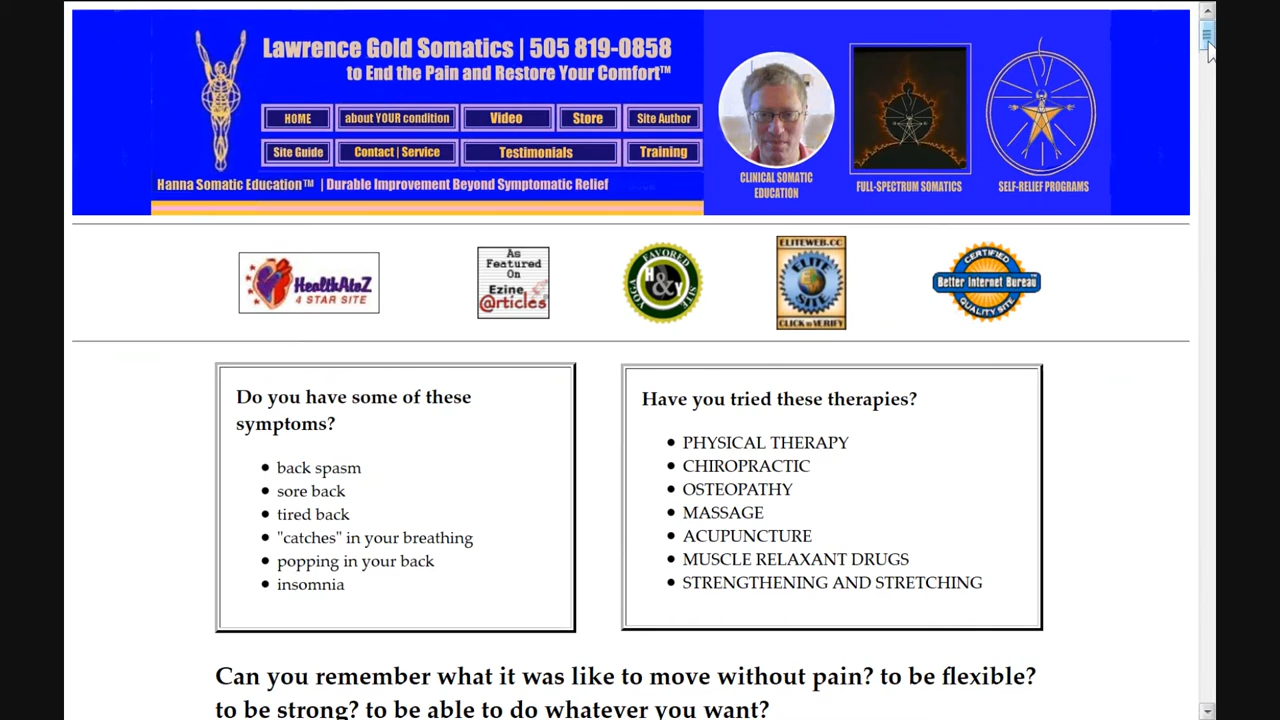 Lawrence Gold Somatics | 505 819-0858
to End the Pain and Restore Your Comfort™
HOME
about YOUR condition
Video
Store
Site Author
Site Guide
Contact | Service
Testimonials
Training
Hanna Somatic Education™ | Durable Improvement Beyond Symptomatic Relief
CLINICAL SOMATIC
EDUCATION
FULL-SPECTRUM SOMATICS
SELF-RELIEF PROGRAMS
HealthAtoZ
4 STAR SITE
As
Featured
On
Ezine
@rticles
FAVORED
H&Y
SITE
YOGA
ELITEWEB.CC
ELITE
SITE
CLICK to VERIFY
CERTIFIED
Better Internet Bureau
QUALITY SITE
Do you have some of these
symptoms?
back spasm
sore back
tired back
"catches" in your breathing
popping in your back
insomnia
Have you tried these therapies?
PHYSICAL THERAPY
CHIROPRACTIC
OSTEOPATHY
MASSAGE
ACUPUNCTURE
MUSCLE RELAXANT DRUGS
STRENGTHENING AND STRETCHING
Can you remember what it was like to move without pain? to be flexible?
to be strong? to be able to do whatever you want?